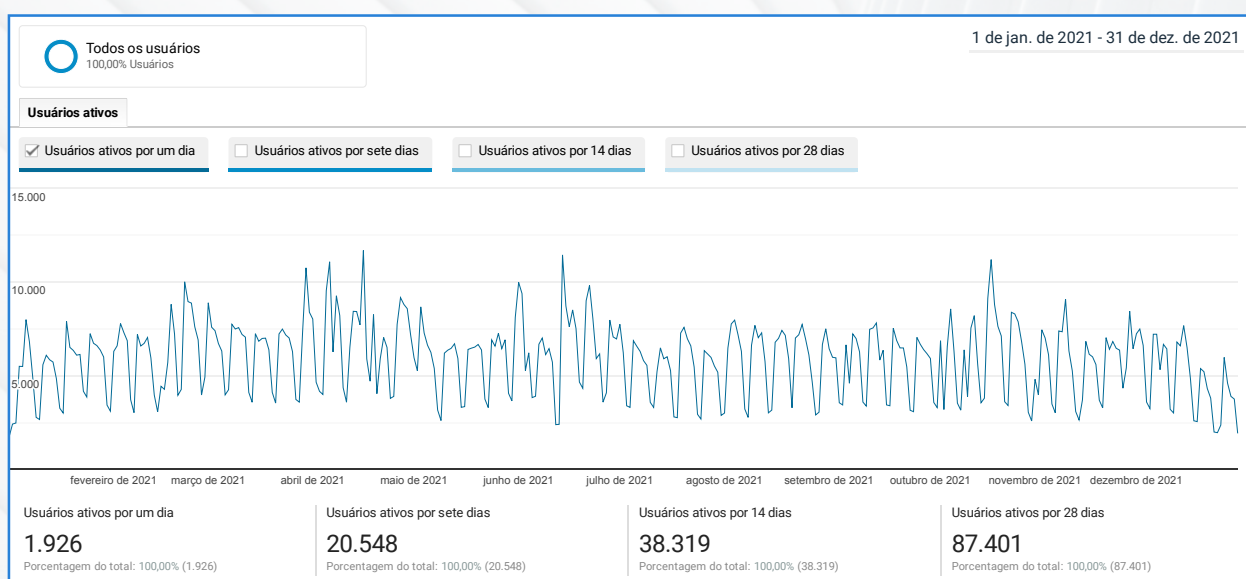 Todos os usuários
100,00% Usuários
1 de jan. de 2021 - 31 de dez. de 2021
Usuários ativos
Usuários ativos por um dia
Usuários ativos por sete dias
Usuários ativos por 14 dias
Usuários ativos por 28 dias
15.000
10.000
5.000
fevereiro de 2021
março de 2021
abril de 2021
maio de 2021
junho de 2021
julho de 2021
agosto de 2021
setembro de 2021
outubro de 2021
novembro de 2021
dezembro de 2021
Usuários ativos por um dia
1.926
Porcentagem do total: 100,00% (1.926)
Usuários ativos por sete dias
20.548
Porcentagem do total: 100,00% (20.548)
Usuários ativos por 14 dias
38.319
Porcentagem do total: 100,00% (38.319)
Usuários ativos por 28 dias
87.401
Porcentagem do total: 100,00% (87.401)